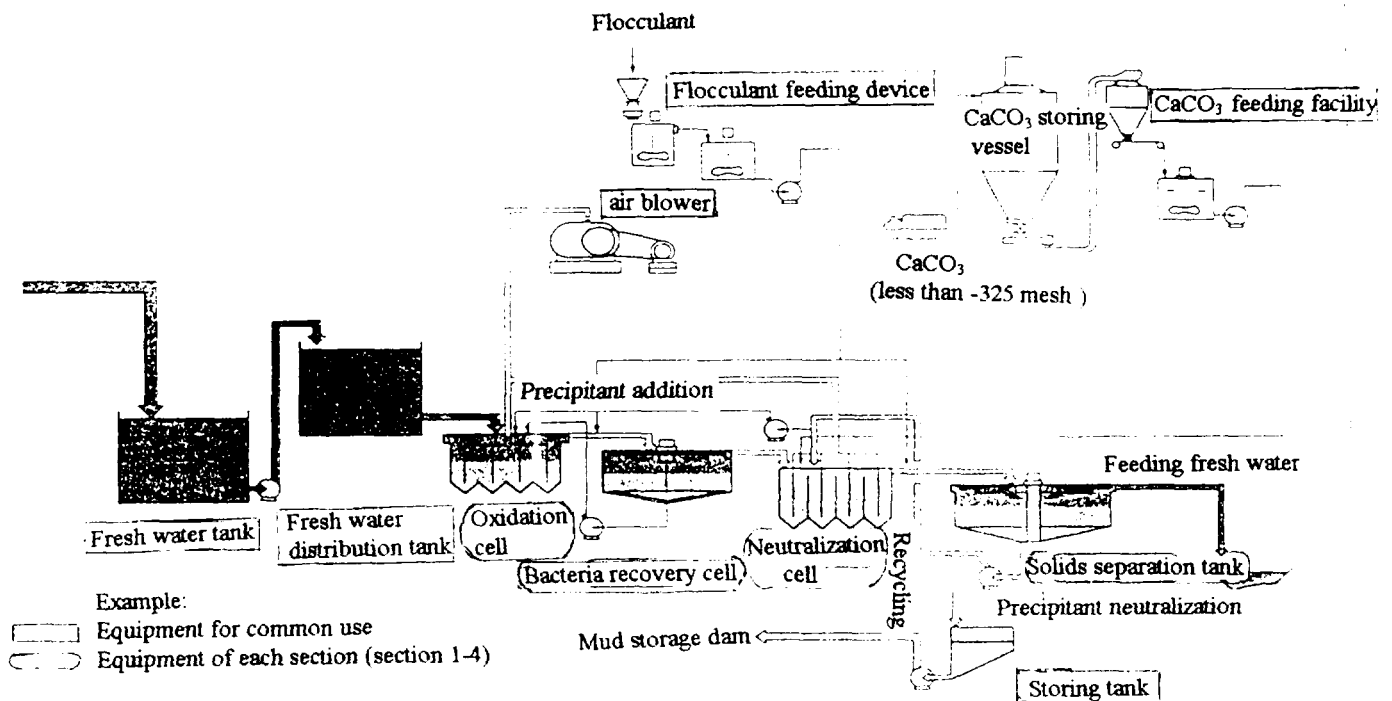 Flocculant
Flocculant feeding device
CaCO₃ storing
vessel
CaCO₃ feeding facility
air blower
CaCO₃
(less than -325 mesh )
Precipitant addition
Feeding fresh water
Fresh water tank
Fresh water
distribution tank
Oxidation
cell
Bacteria recovery cell
Neutralization
cell
Recycling
Solids separation tank
Precipitant neutralization
Example:
Equipment for common use
Equipment of each section (section 1-4)
Mud storage dam
Storing tank